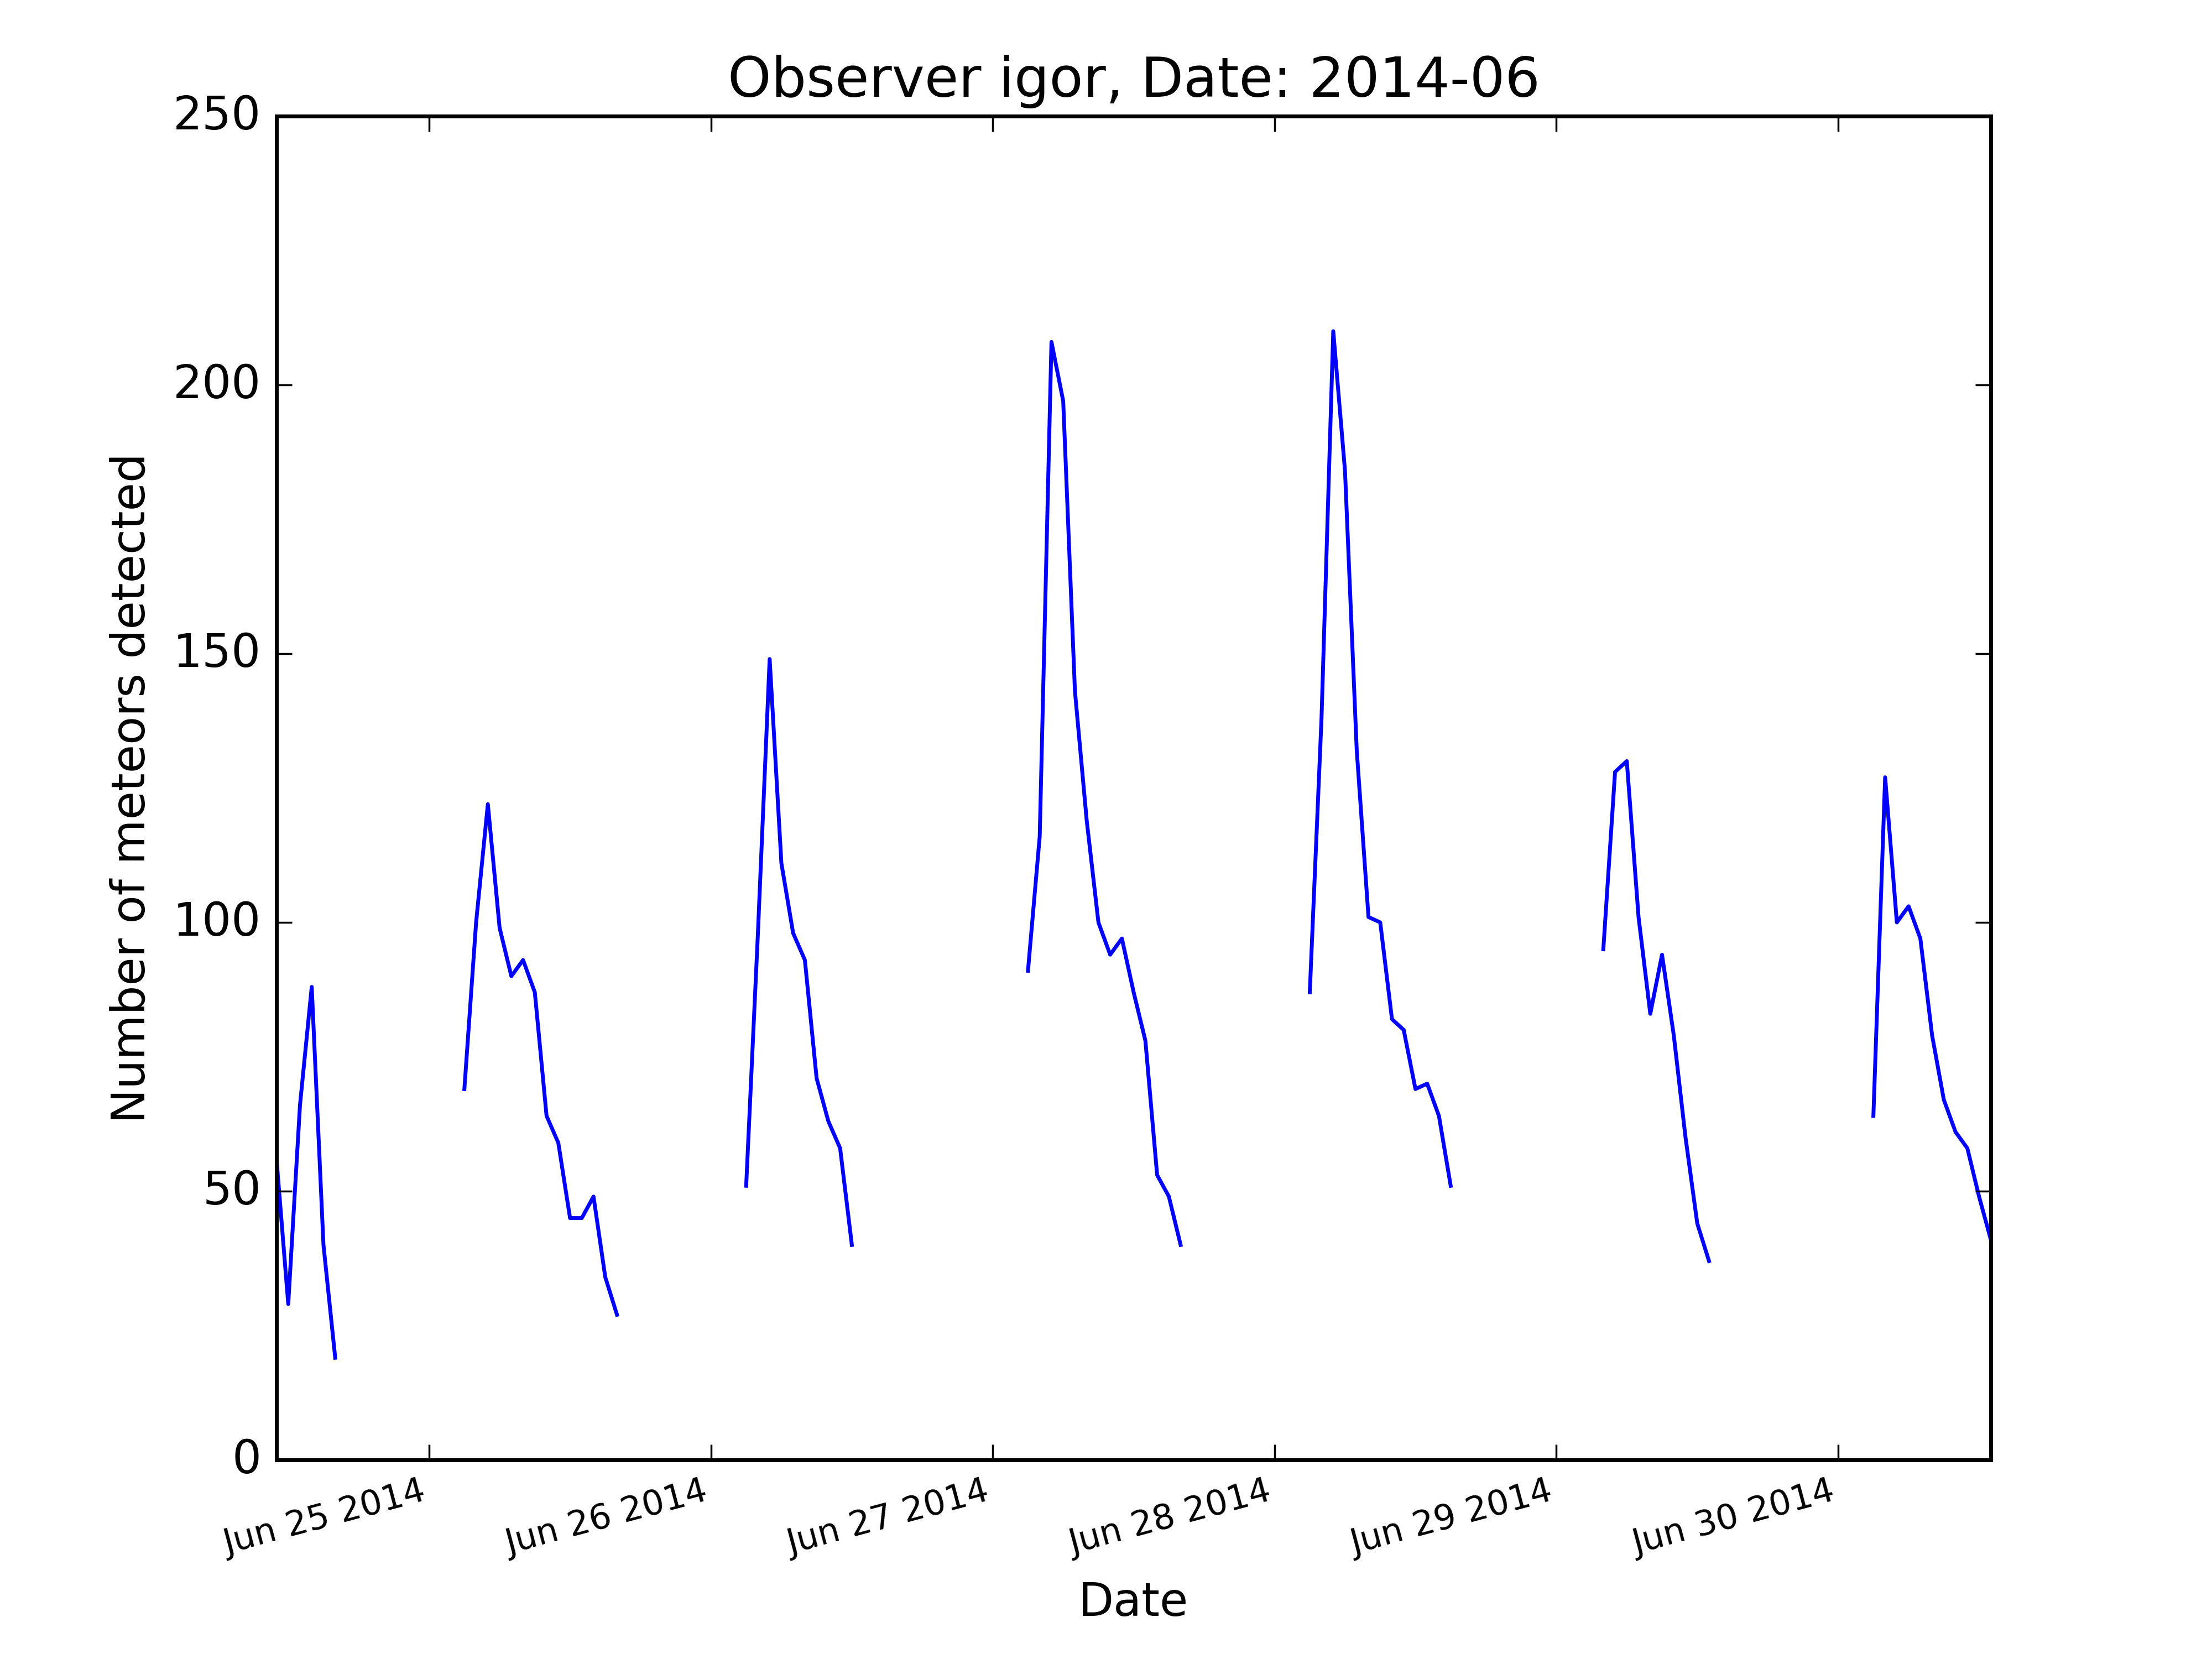 Observer igor, Date: 2014-06
250
200
150
100
50
0
Number of meteors detected
Jun 25 2014
Jun 26 2014
Jun 27 2014
Jun 28 2014
Jun 29 2014
Jun 30 2014
Date